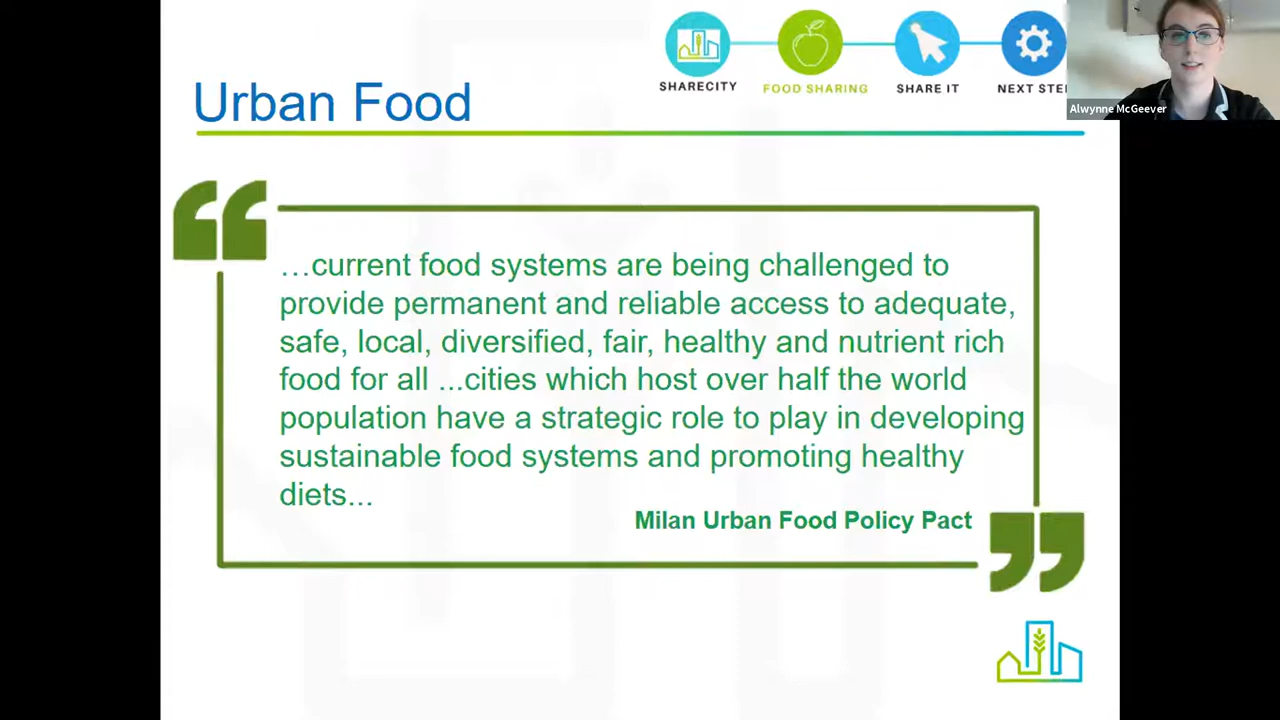 SHARECITY
FOOD SHARING
SHARE IT
NEXT STE
Alwynne McGeever
Urban Food
…current food systems are being challenged to
provide permanent and reliable access to adequate,
safe, local, diversified, fair, healthy and nutrient rich
food for all ...cities which host over half the world
population have a strategic role to play in developing
sustainable food systems and promoting healthy
diets...
Milan Urban Food Policy Pact